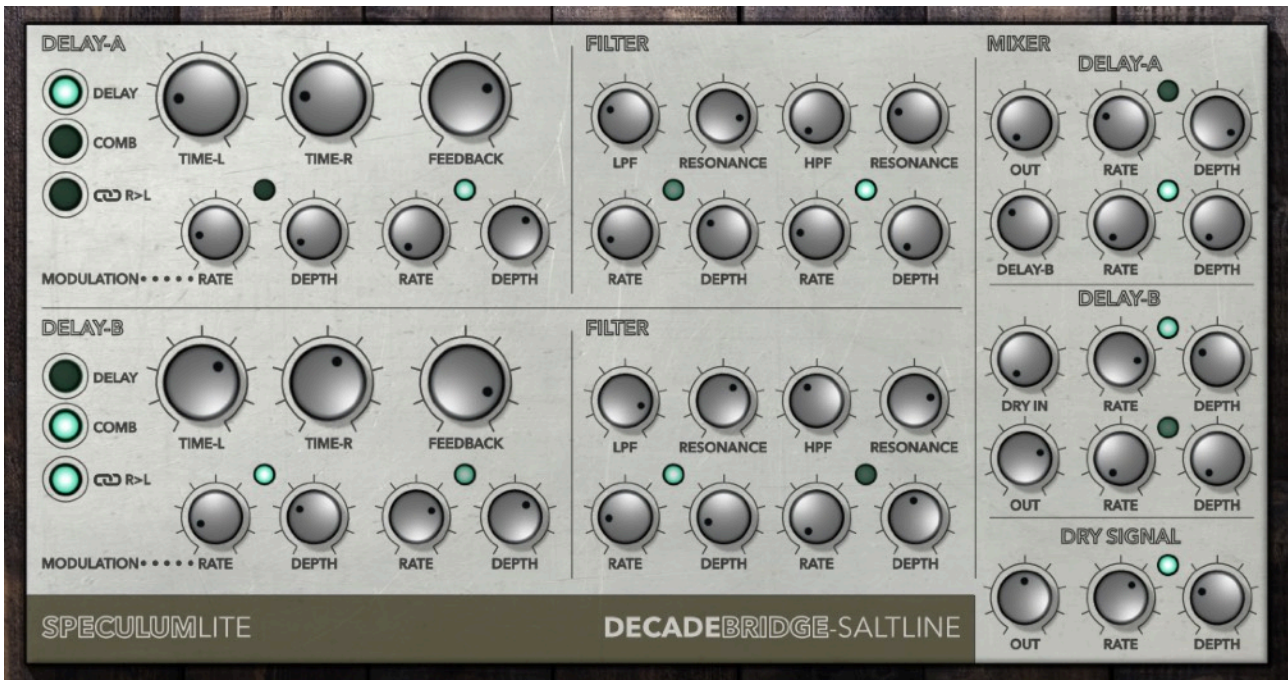 DELAY-A
DELAY
COMB
R>L
TIME-L TIME-R FEEDBACK
MODULATION RATE DEPTH RATE DEPTH
FILTER
LPF RESONANCE HPF RESONANCE
RATE DEPTH RATE DEPTH
DELAY-B
DELAY
COMB
R>L
TIME-L TIME-R FEEDBACK
MODULATION RATE DEPTH RATE DEPTH
FILTER
LPF RESONANCE HPF RESONANCE
RATE DEPTH RATE DEPTH
MIXER
DELAY-A
OUT RATE DEPTH
DELAY-B RATE DEPTH
DELAY-B
DRY IN RATE DEPTH
OUT RATE DEPTH
DRY SIGNAL
OUT RATE DEPTH
SPECULUMLITE
DECADEBRIDGE-SALTLINE